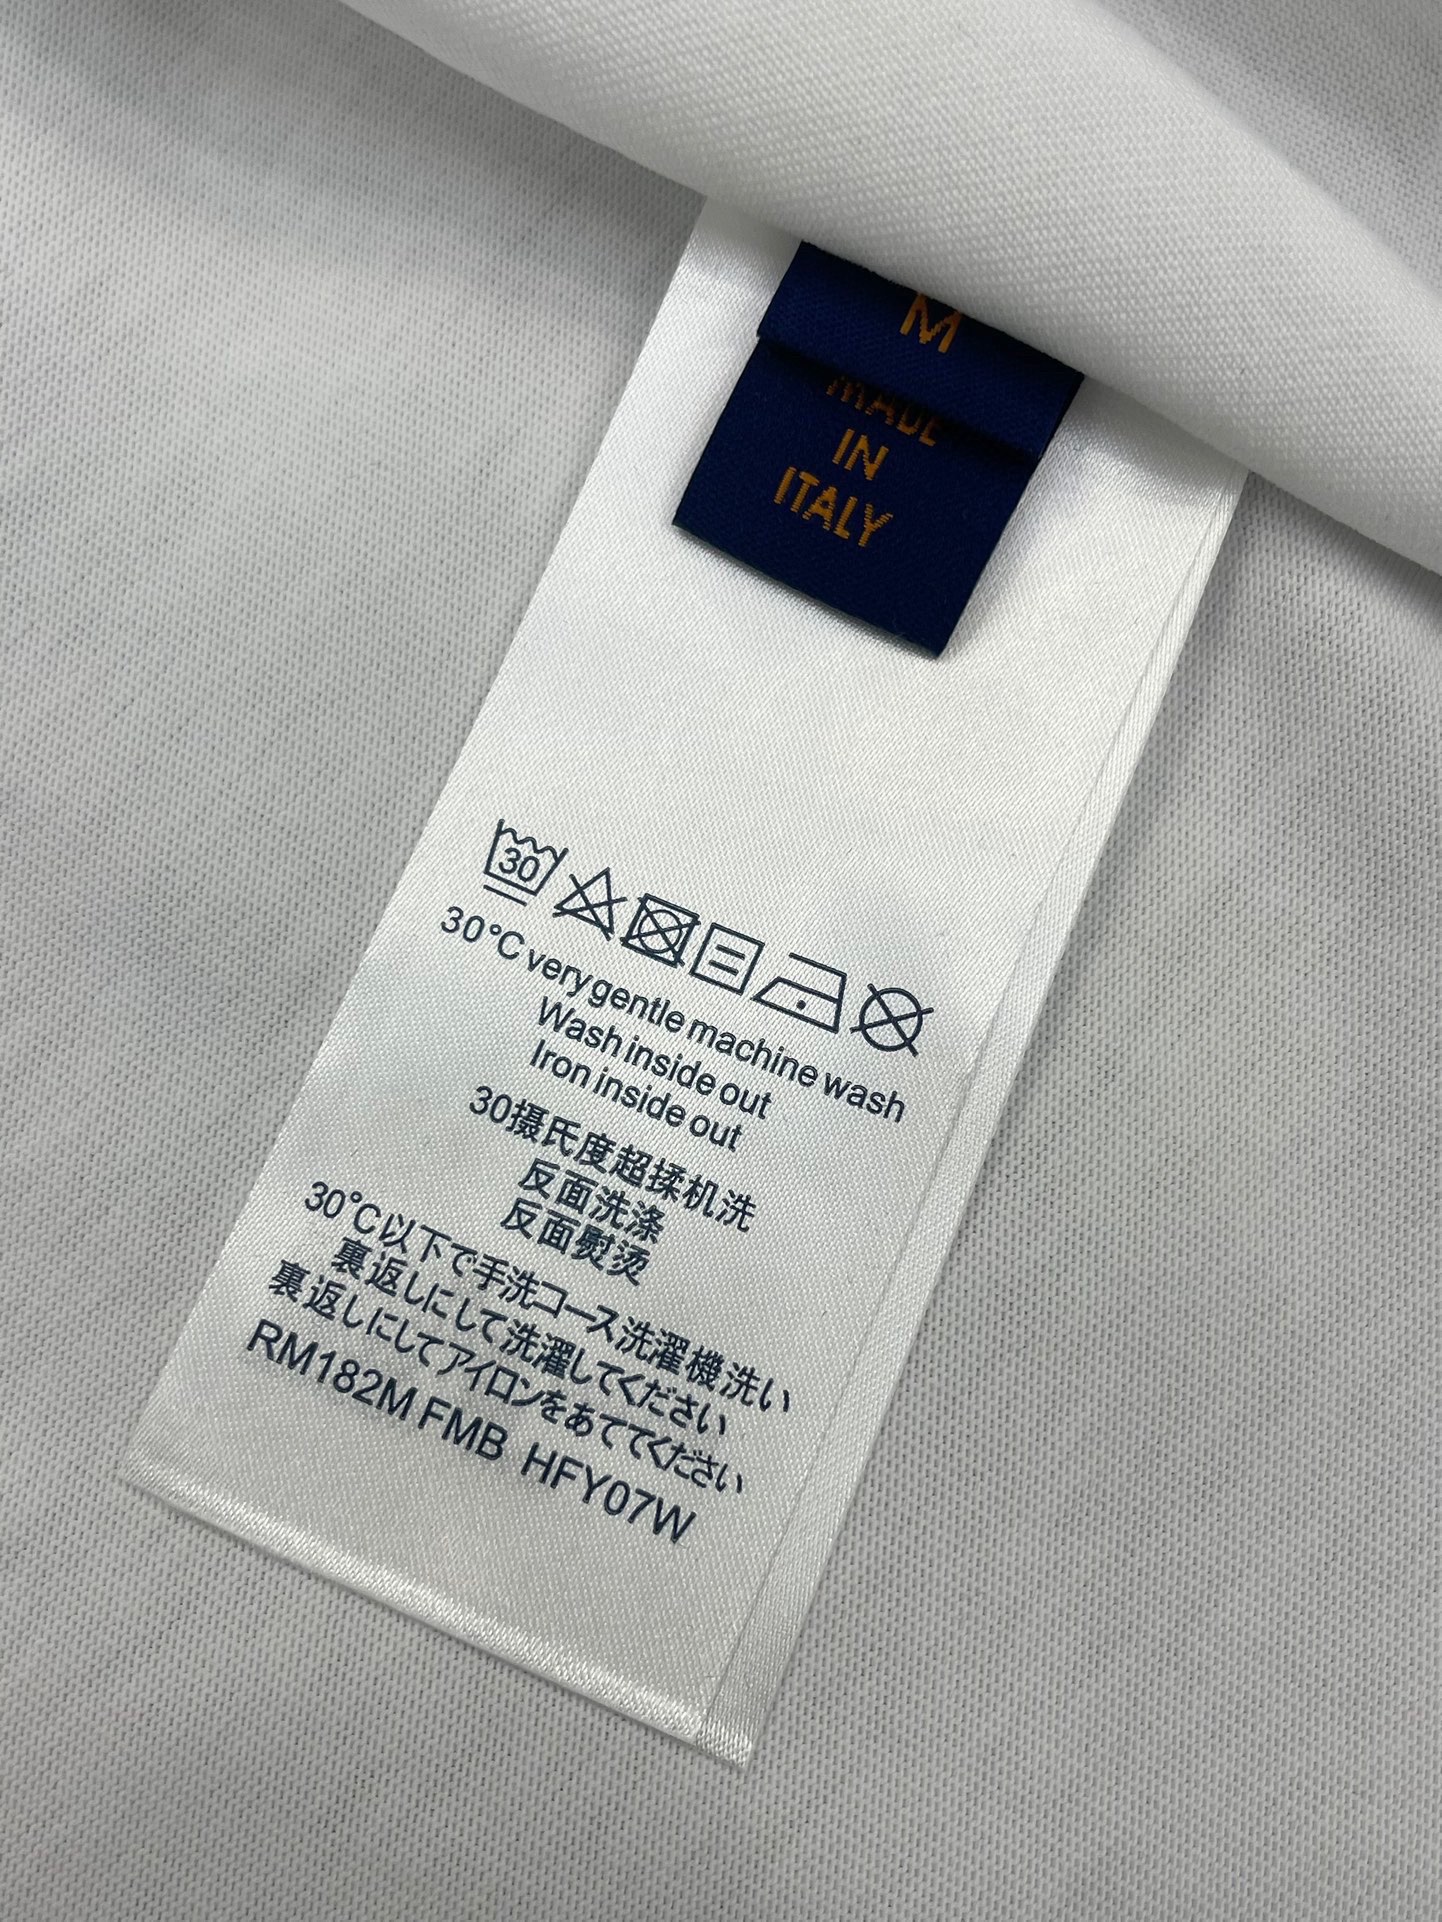 M
MADE
IN
ITALY
30
30°C very gentle machine wash
Wash inside out
Iron inside out
30摄氏度超揉机洗
反面洗涤
反面熨烫
30°C以下で手洗コース洗濯機洗い
裏返しにして洗濯してください
裏返しにしてアイロンをあててください
RM182M FMB HFY07W